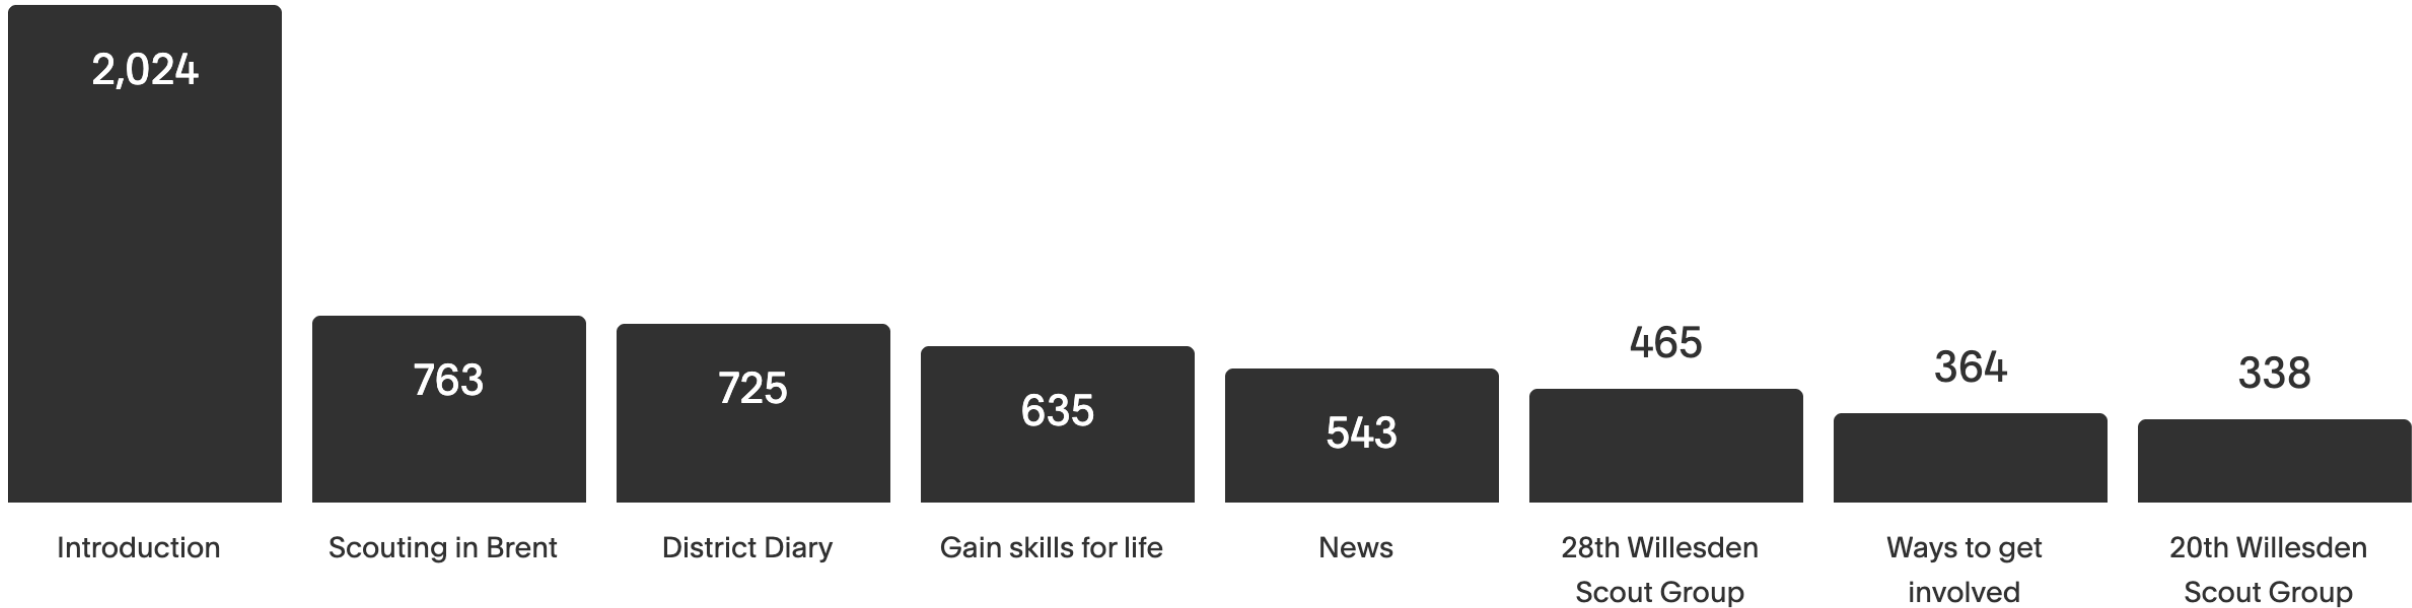 2,024
763
725
635
543
465
364
338
Introduction
Scouting in Brent
District Diary
Gain skills for life
News
28th Willesden
Scout Group
Ways to get
involved
20th Willesden
Scout Group